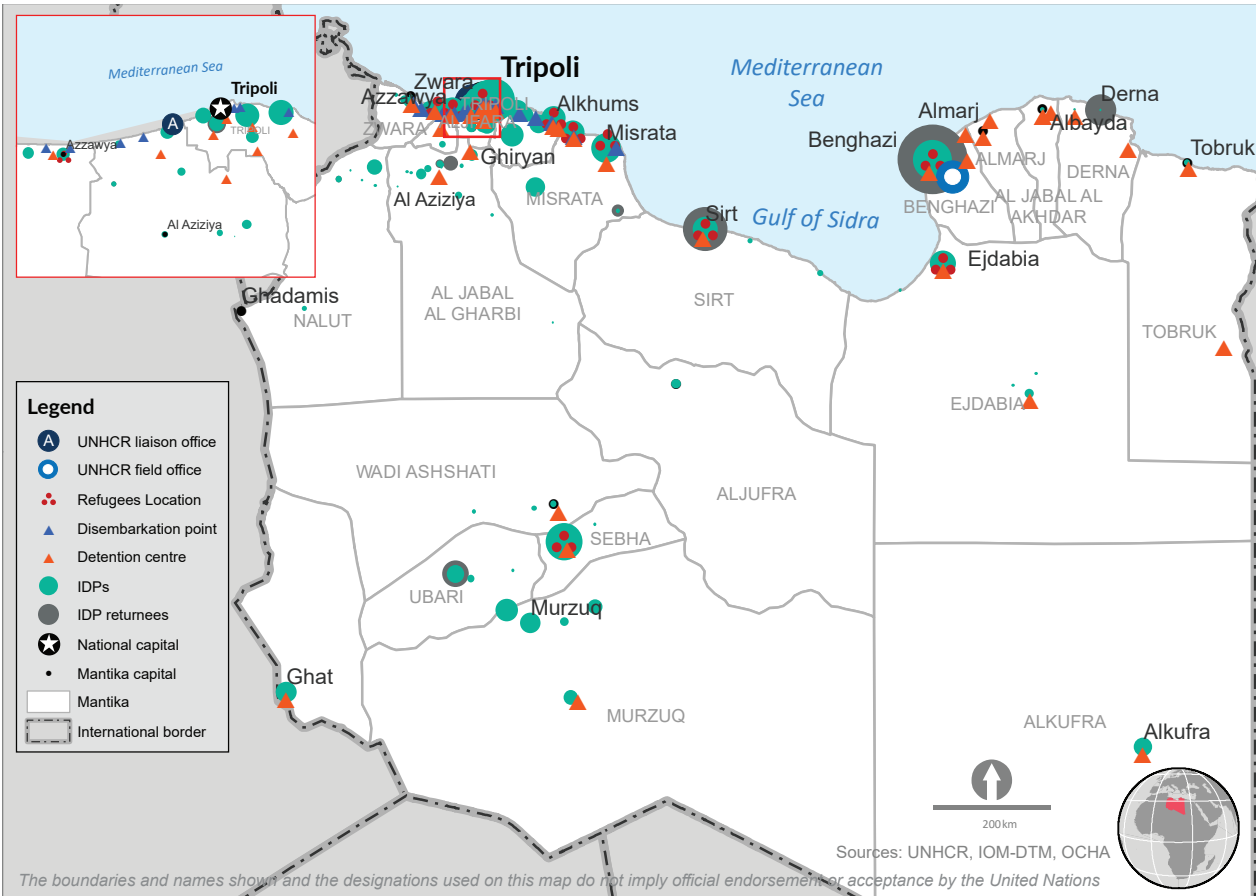 Mediterranean Sea
Tripoli
TRIPOLI
A
Azzawya
Al Aziziya
Tripoli
Mediterranean
Sea
Zwara
Azzawya
TRIPOLI
ALJFARA
ZWARA
Alkhums
Misrata
Ghiryan
Al Aziziya
MISRATA
Almarj
Derna
Benghazi
Albayda
Tobruk
ALMARJ
DERNA
BENGHAZI
AL JABAL AL
AKHDAR
Sirt
Gulf of Sidra
Ejdabia
Ghadamis
NALUT
AL JABAL
AL GHARBI
SIRT
TOBRUK
EJDABIA
WADI ASHSHATI
ALJUFRA
SEBHA
UBARI
Murzuq
Ghat
MURZUQ
ALKUFRA
Alkufra
Legend
A UNHCR liaison office
UNHCR field office
Refugees Location
Disembarkation point
Detention centre
IDPs
IDP returnees
National capital
Mantika capital
Mantika
International border
200 km
Sources: UNHCR, IOM-DTM, OCHA
The boundaries and names shown and the designations used on this map do not imply official endorsement or acceptance by the United Nations